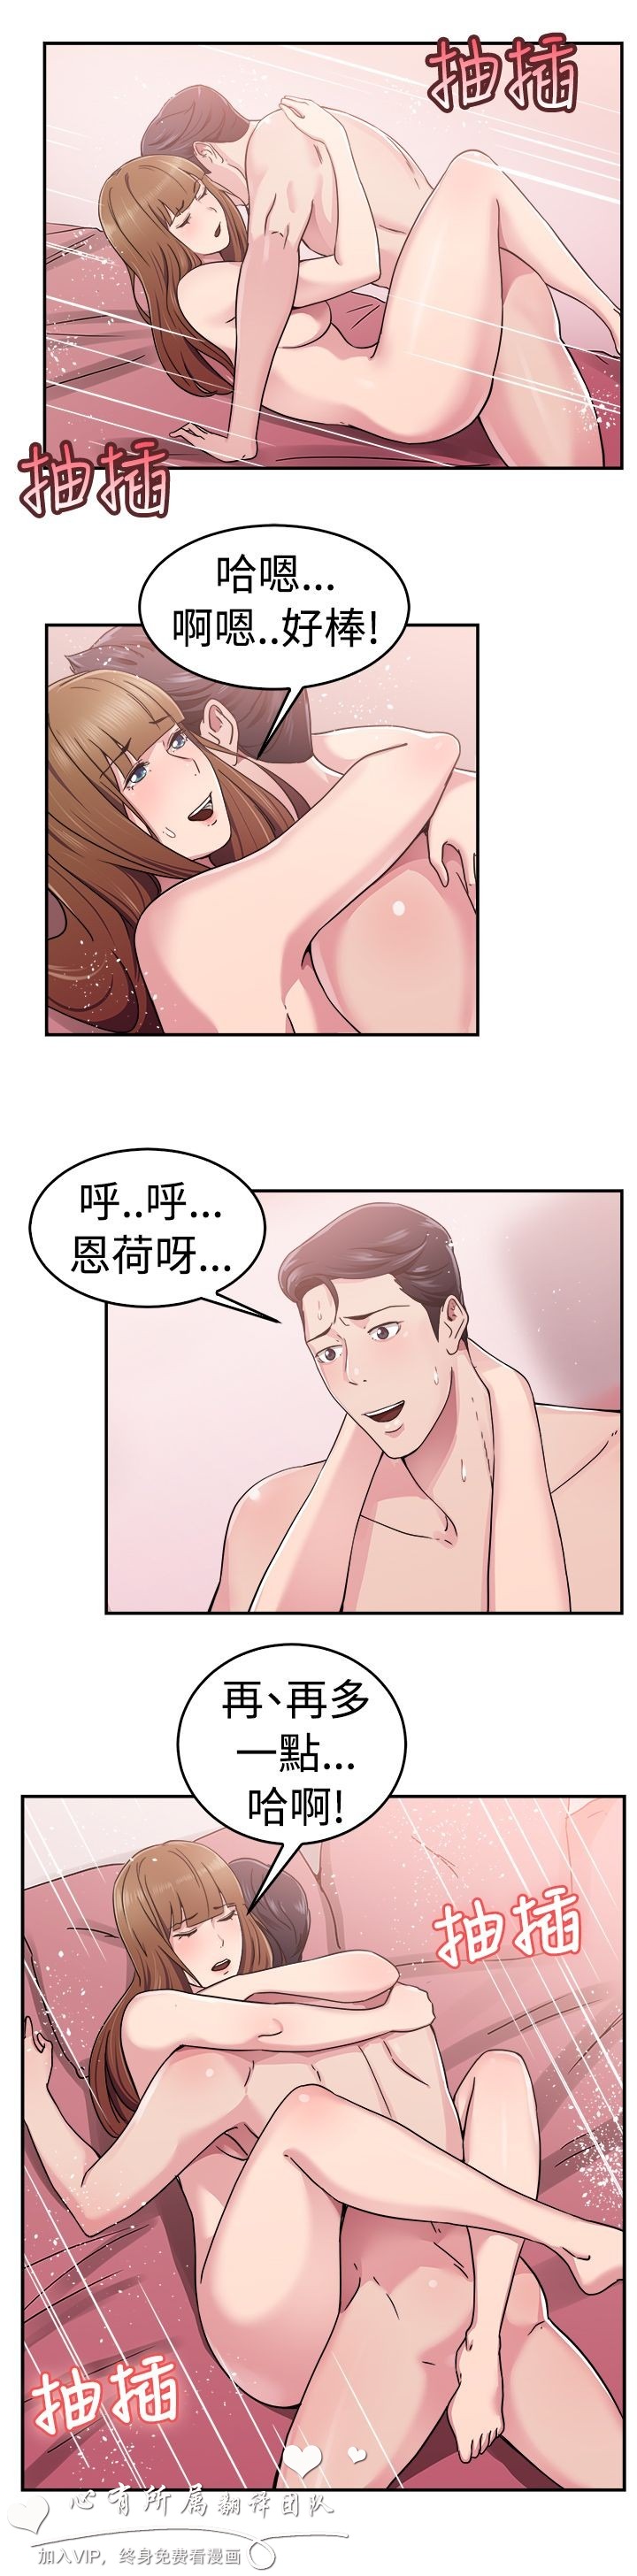 抽插
抽插
哈嗯...
啊嗯..好棒!
呼..呼...
恩荷呀...
再、再多
一點...
哈啊!
抽插
抽插
心有所属翻译团队
加入VIP，终身免费看漫画